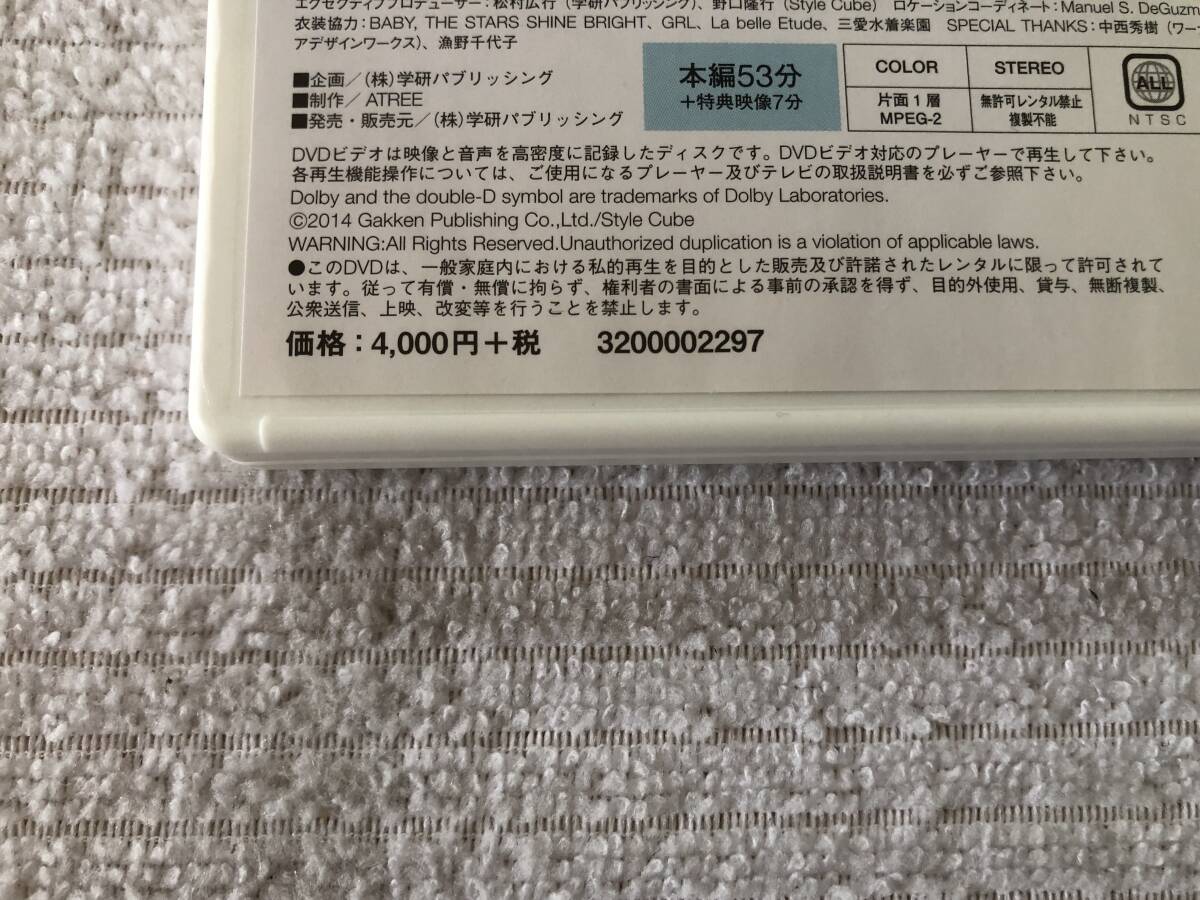 エグゼクティブプロデューサー：松村広行（学研パブリッシング）、野口隆行（Style Cube） ロケーションコーディネート：Manuel S. DeGuzm
衣装協力：BABY, THE STARS SHINE BRIGHT、GRL、La belle Etude、三愛水着楽園 SPECIAL THANKS：中西秀樹（ワーサ
アデザインワークス）、漁野千代子
■企画／（株）学研パブリッシング
■制作／ATREE
■発売・販売元／（株）学研パブリッシング
本編53分
＋特典映像7分
COLOR
STEREO
片面1層
MPEG-2
無許可レンタル禁止
複製不能
ALL
NTSC
DVDビデオは映像と音声を高密度に記録したディスクです。DVDビデオ対応のプレーヤーで再生して下さい。
各再生機能操作については、ご使用になるプレーヤー及びテレビの取扱説明書を必ずご参照下さい。
Dolby and the double-D symbol are trademarks of Dolby Laboratories.
©2014 Gakken Publishing Co.,Ltd./Style Cube
WARNING:All Rights Reserved.Unauthorized duplication is a violation of applicable laws.
●このDVDは、一般家庭内における私的再生を目的とした販売及び許諾されたレンタルに限って許可されて
います。従って有償・無償に拘らず、権利者の書面による事前の承認を得ず、目的外使用、貸与、無断複製、
公衆送信、上映、改変等を行うことを禁止します。
価格：4,000円＋税 3200002297